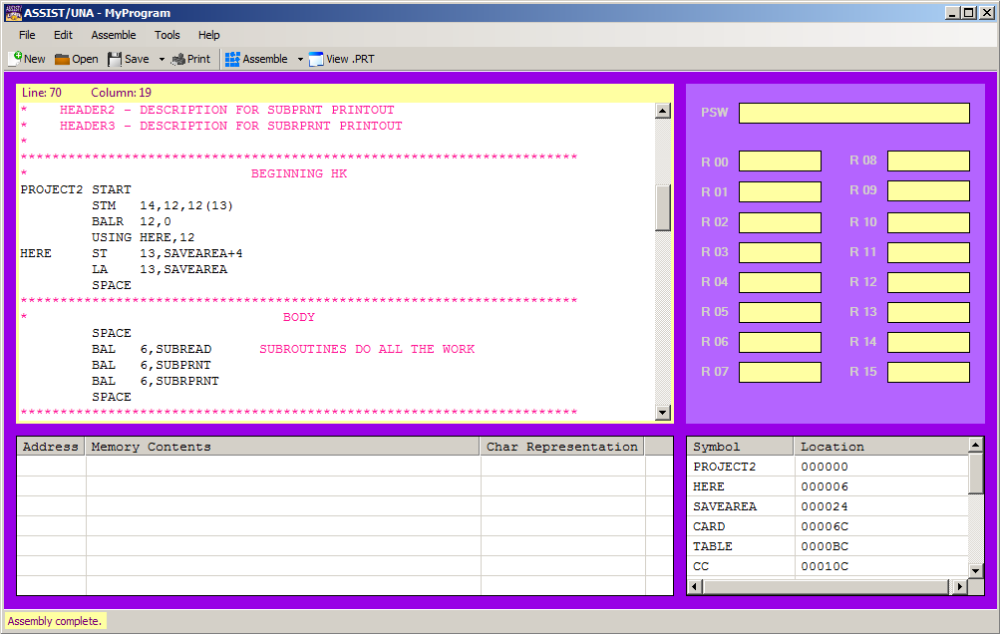 ASSIST/UNA - MyProgram
File Edit Assemble Tools Help
New Open Save Print Assemble View .PRT
Line: 70 Column: 19
* HEADER2 - DESCRIPTION FOR SUBPRNT PRINTOUT
* HEADER3 - DESCRIPTION FOR SUBRPRNT PRINTOUT
*
**********************************************************************
* BEGINNING HK
PROJECT2 START
STM 14,12,12(13)
BALR 12,0
USING HERE,12
HERE ST 13,SAVEAREA+4
LA 13,SAVEAREA
SPACE
**********************************************************************
* BODY
SPACE
BAL 6,SUBREAD SUBROUTINES DO ALL THE WORK
BAL 6,SUBPRNT
BAL 6,SUBRPRNT
SPACE
**********************************************************************
PSW
R 00 R 08
R 01 R 09
R 02 R 10
R 03 R 11
R 04 R 12
R 05 R 13
R 06 R 14
R 07 R 15
Address Memory Contents Char Representation
Symbol Location
PROJECT2 000000
HERE 000006
SAVEAREA 000024
CARD 00006C
TABLE 0000BC
CC 00010C
Assembly complete.